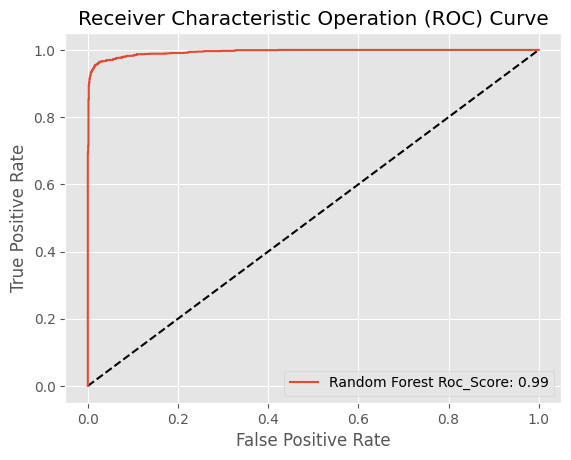 Receiver Characteristic Operation (ROC) Curve
1.0
0.8
0.6
0.4
0.2
0.0
True Positive Rate
Random Forest Roc_Score: 0.99
0.0 0.2 0.4 0.6 0.8 1.0
False Positive Rate